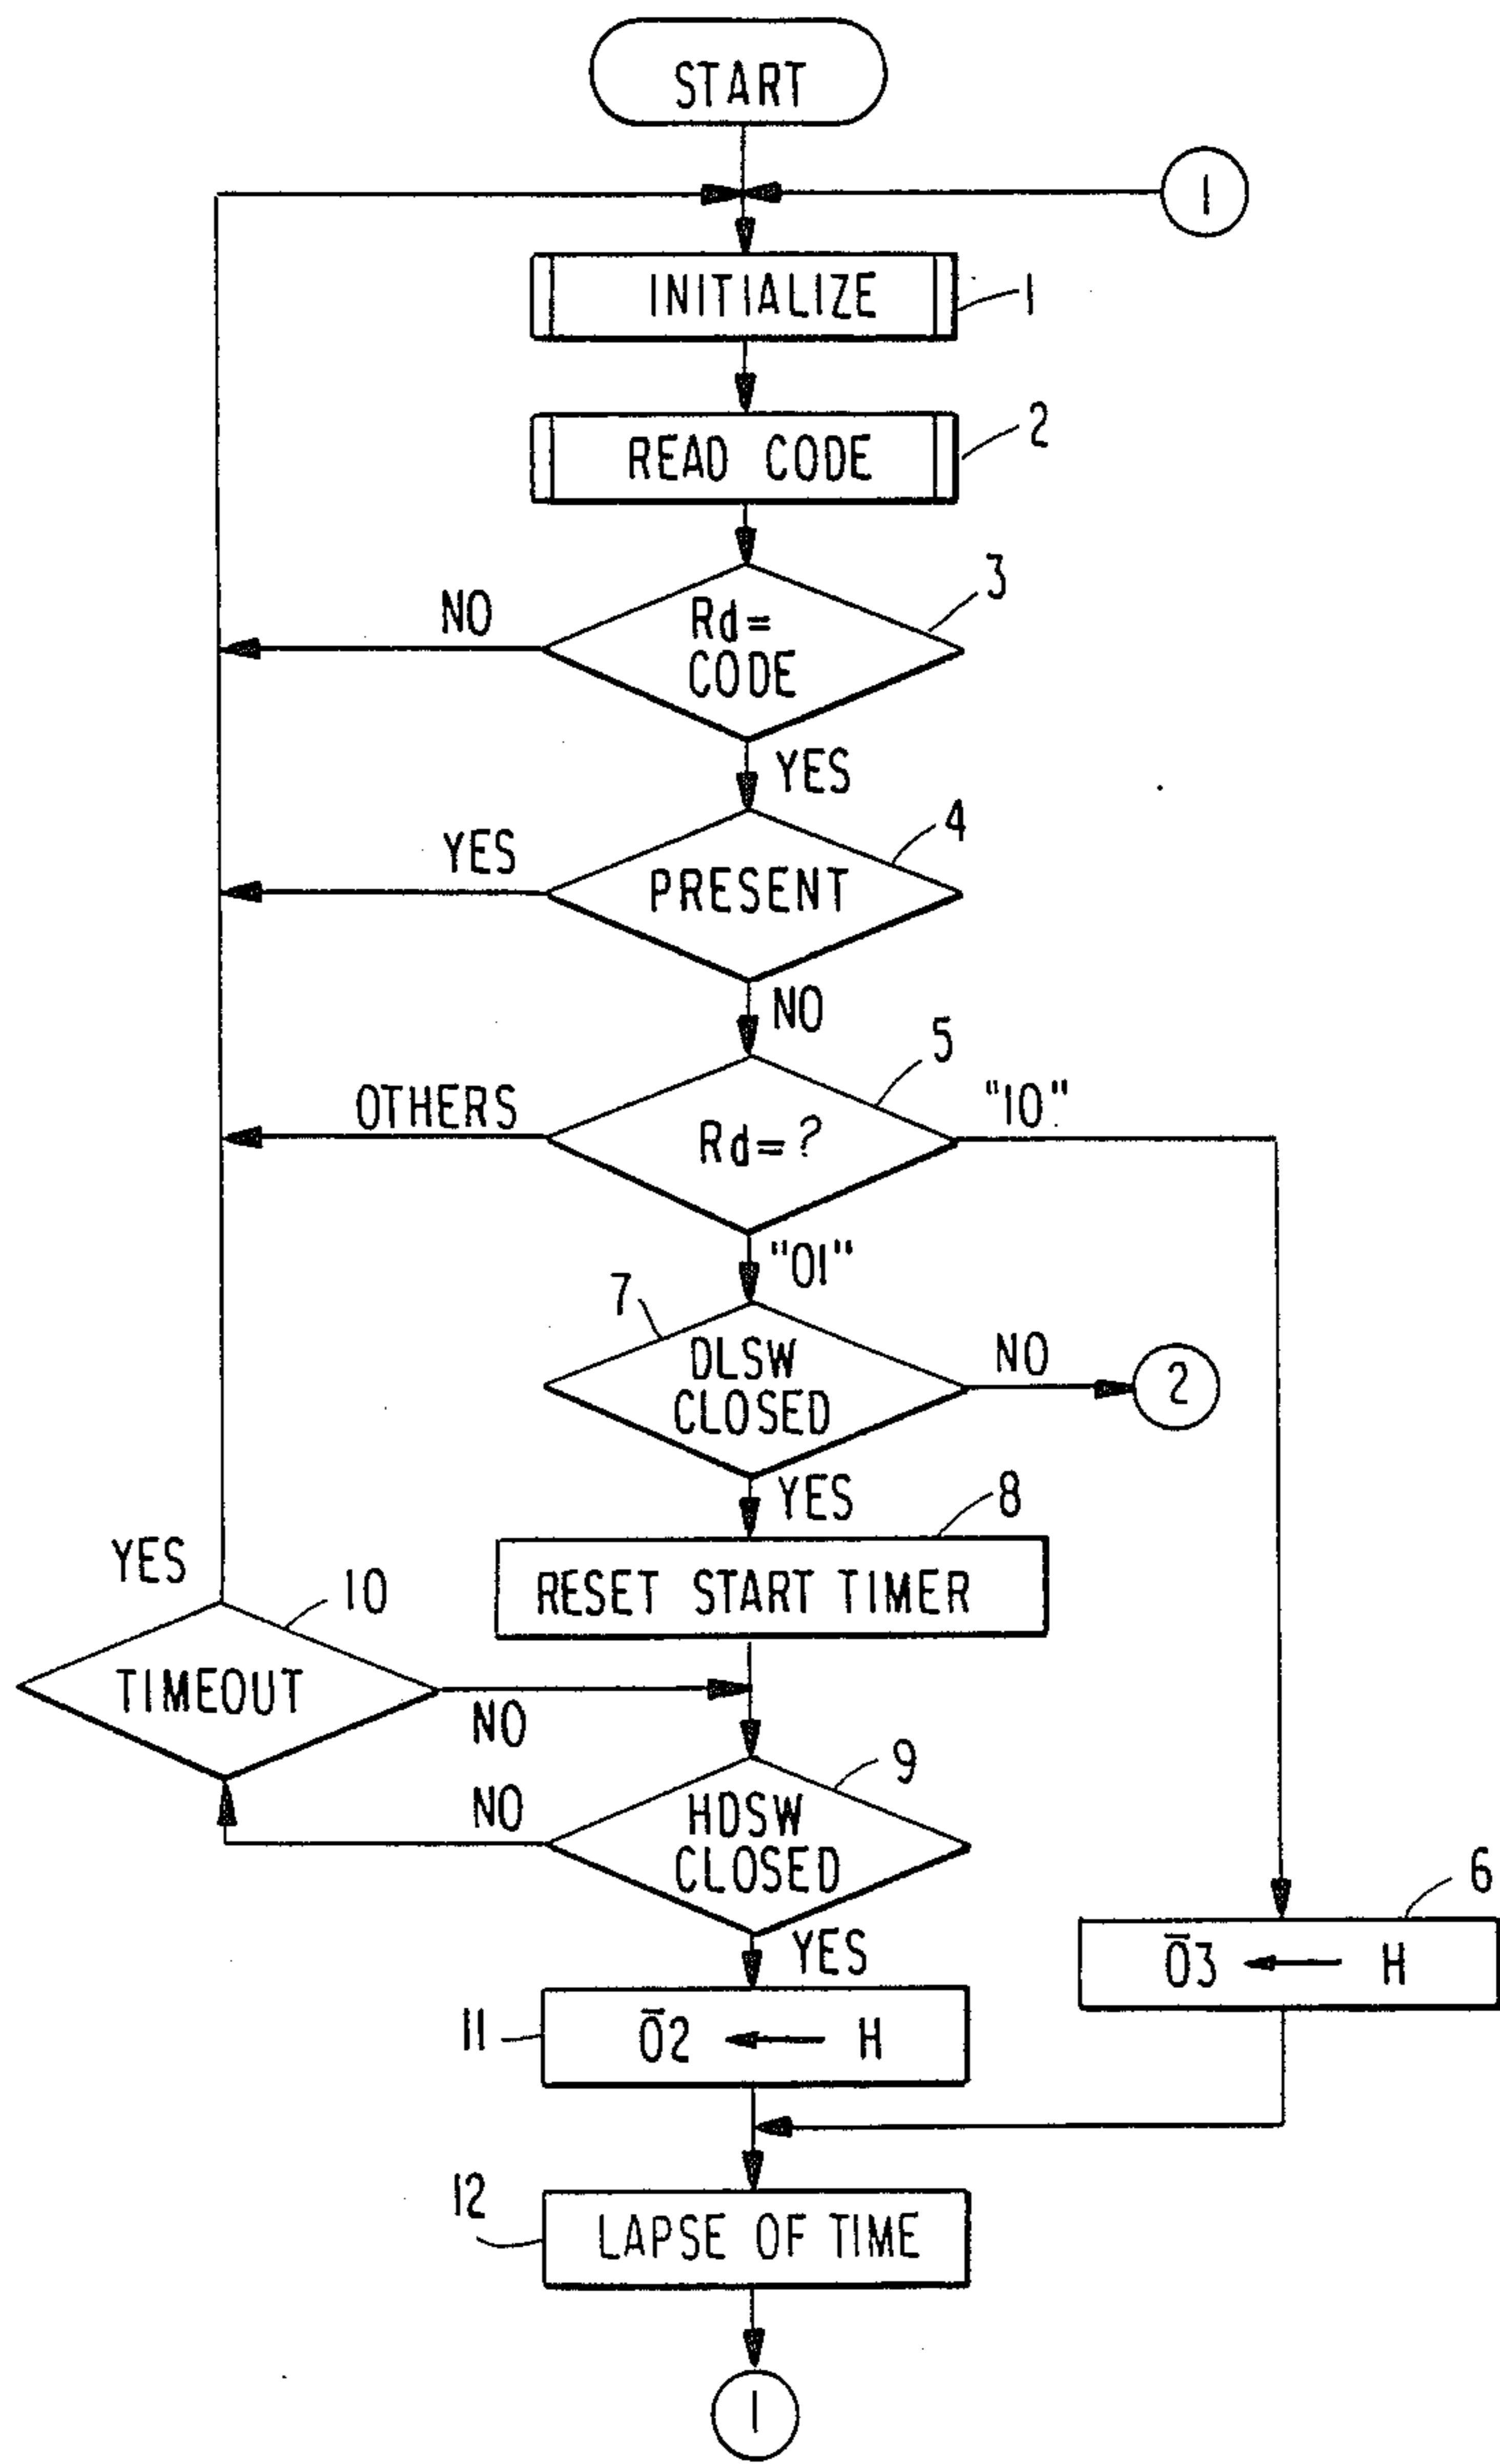 START
1
INITIALIZE
1
READ CODE
2
3
NO
Rd=
CODE
YES
4
YES
PRESENT
NO
5
OTHERS
"10"
Rd=?
"01"
7
DLSW
CLOSED
NO
2
YES
8
RESET START TIMER
YES
10
TIMEOUT
NO
9
NO
HDSW
CLOSED
YES
6
Ō3 ← H
11
Ō2 ← H
12
LAPSE OF TIME
1